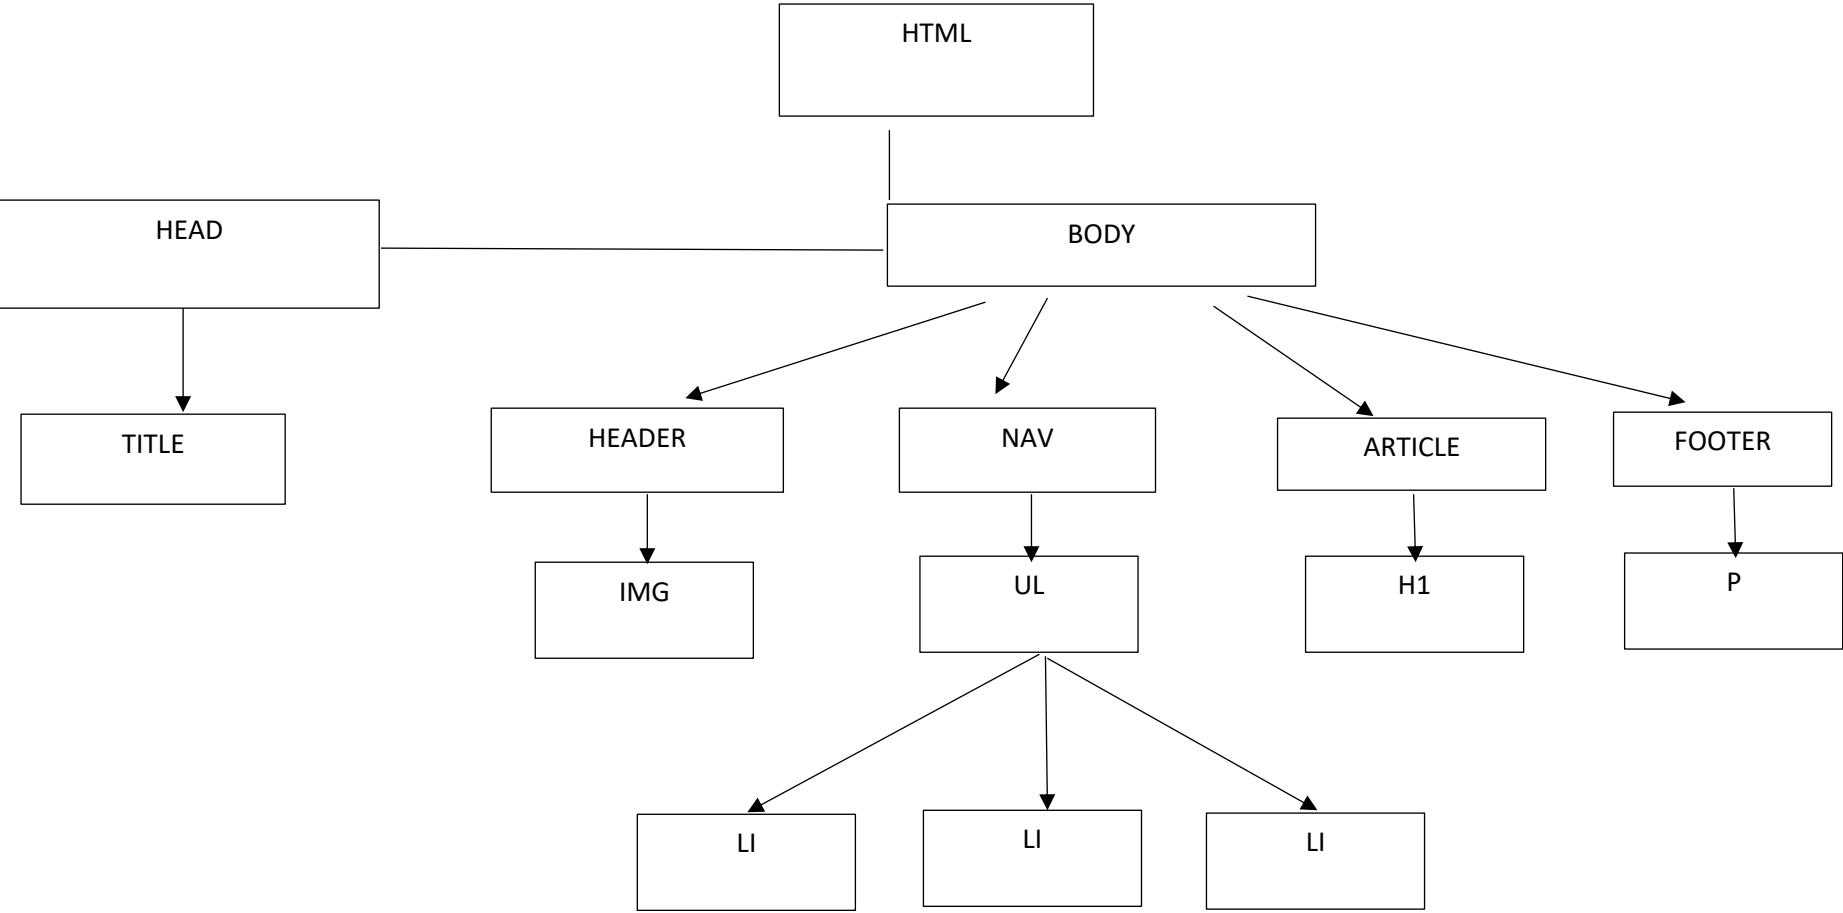 HTML
HEAD
BODY
TITLE
HEADER
NAV
ARTICLE
FOOTER
IMG
UL
H1
P
LI
LI
LI